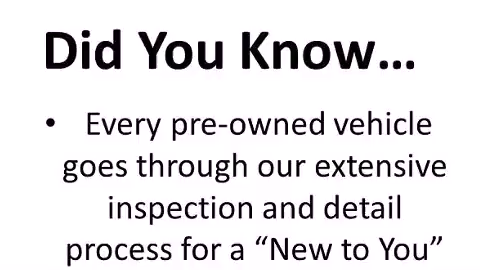 Did You Know…
• Every pre-owned vehicle
goes through our extensive
inspection and detail
process for a “New to You”